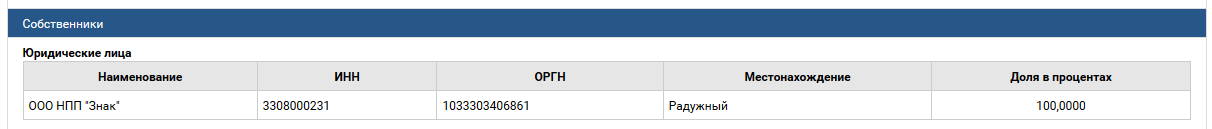 Собственники
Юридические лица
Наименование ИНН ОРГН Местонахождение Доля в процентах
ООО НПП "Знак" 3308000231 1033303406861 Радужный 100,0000